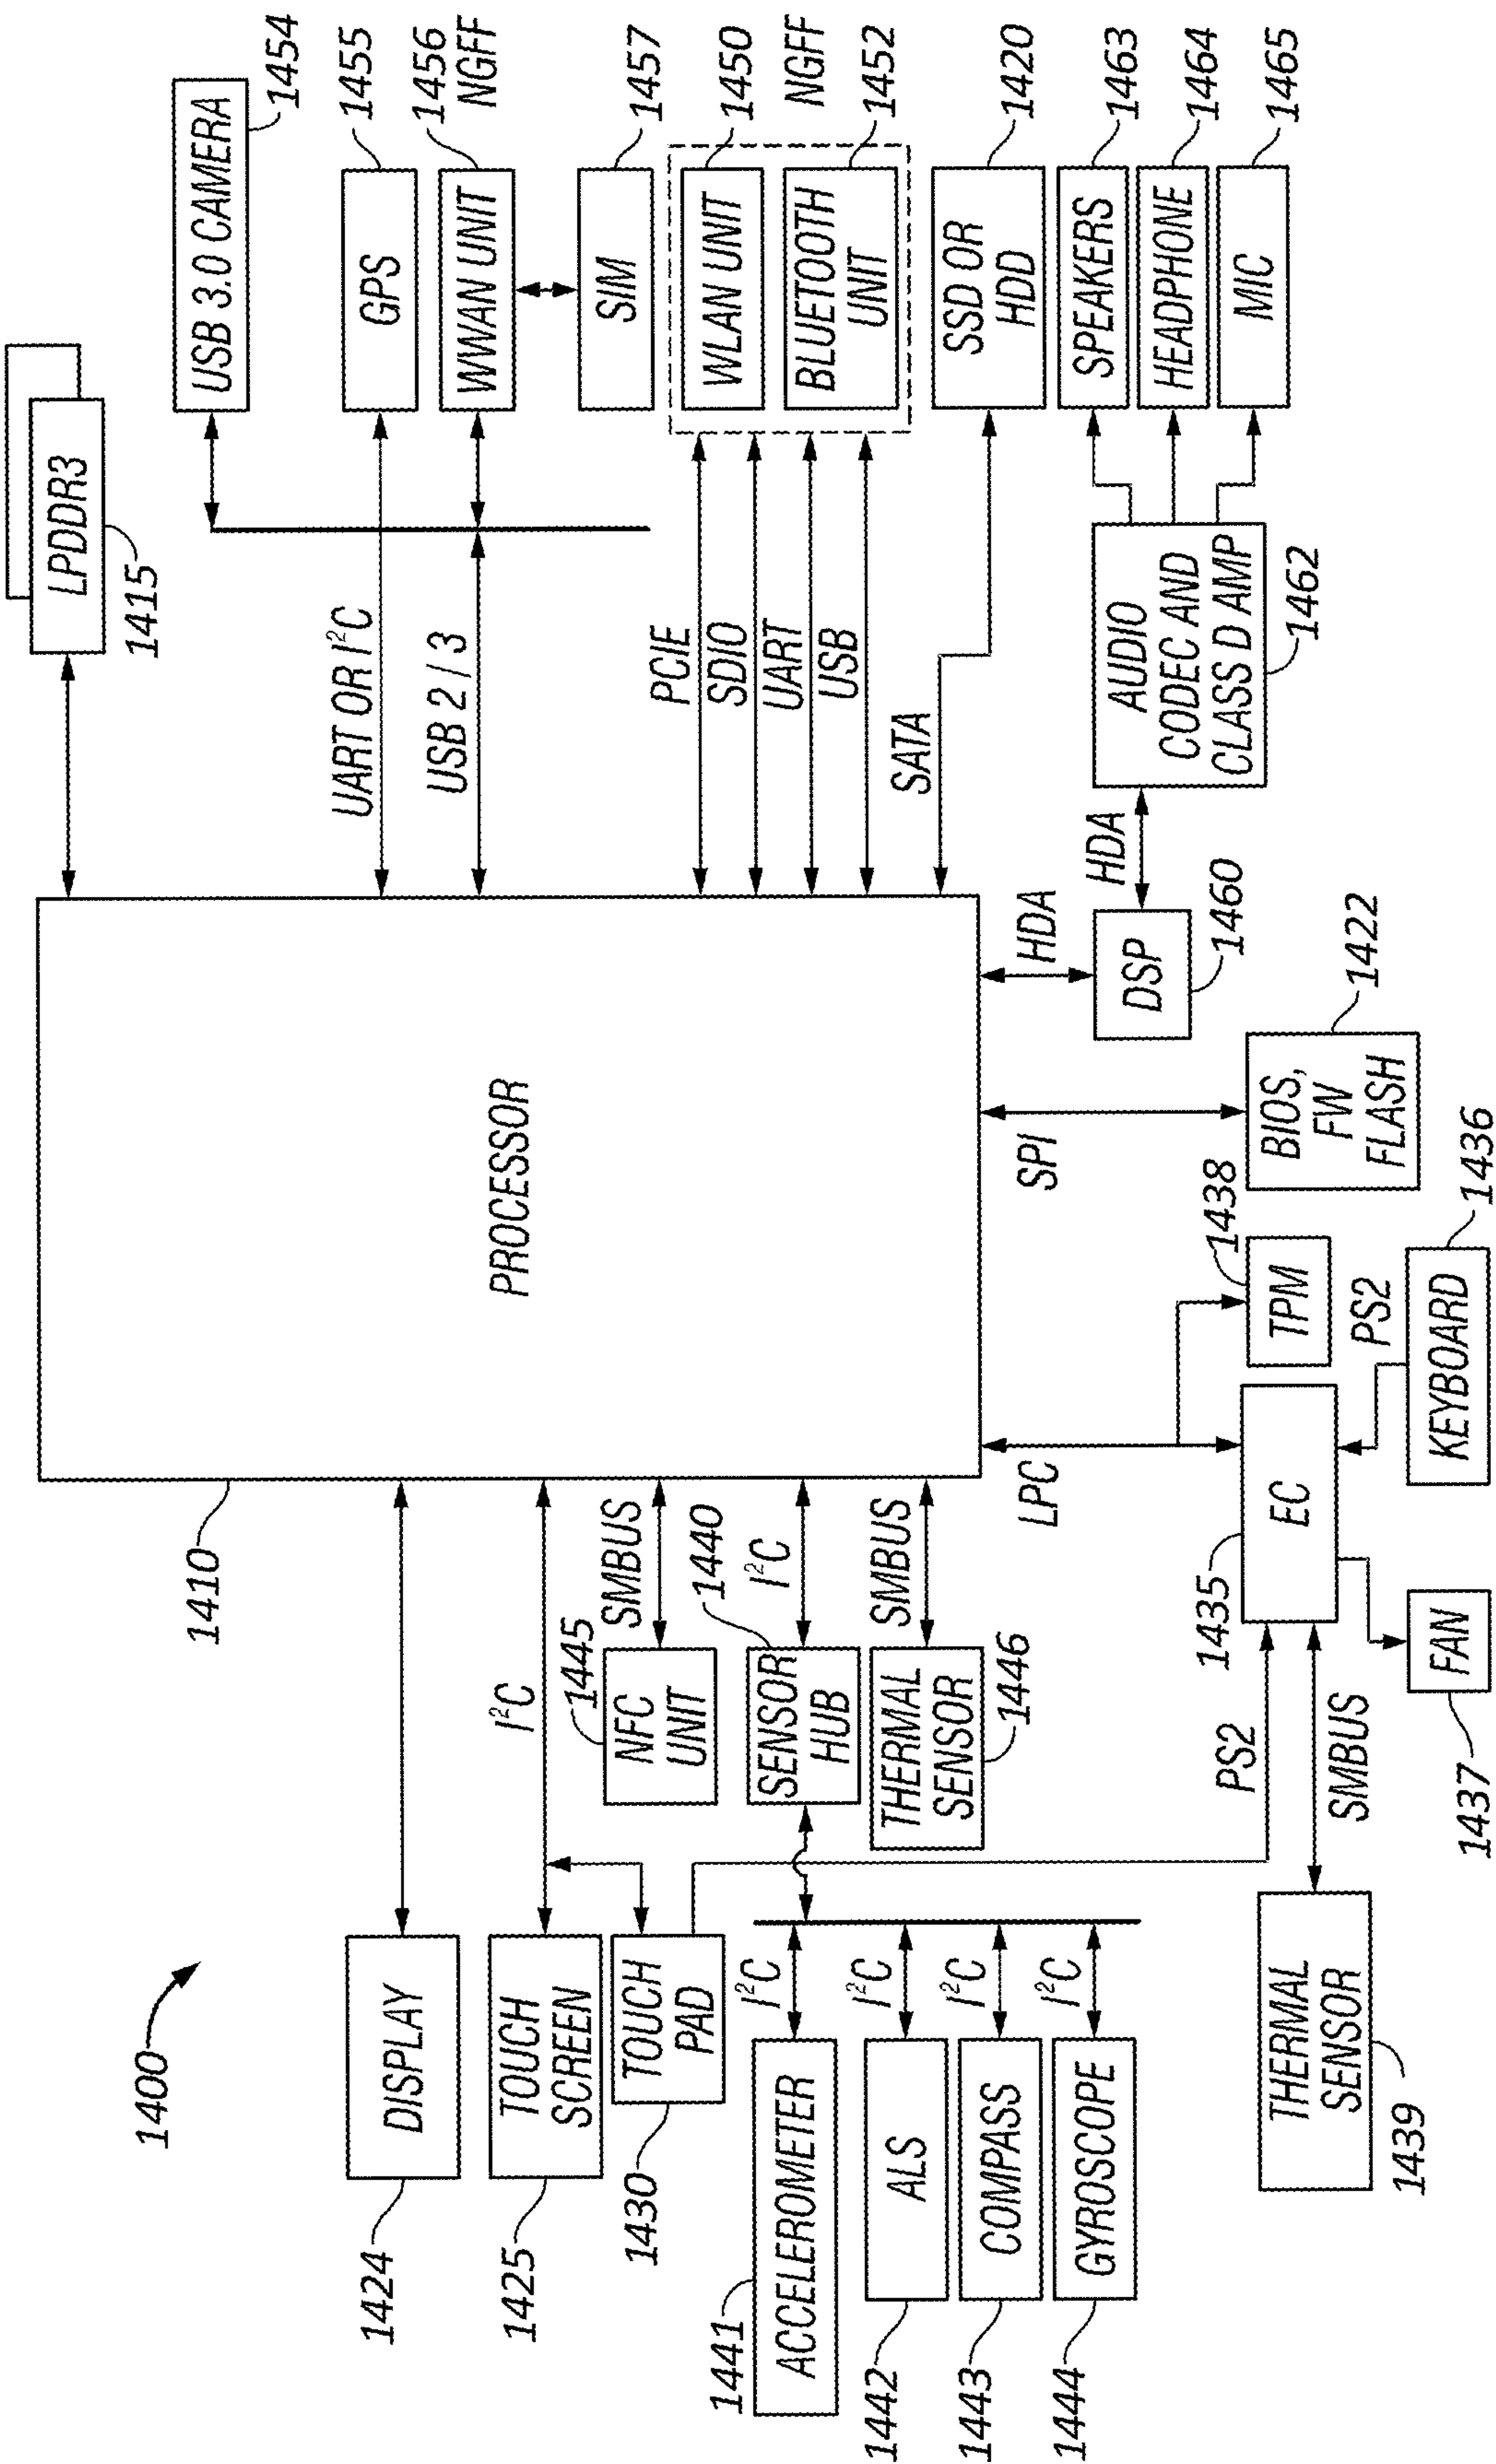 1400
LPDDR3
1415
USB 3.0 CAMERA
1454
1410
PROCESSOR
DISPLAY
1424
UART OR I²C
GPS
1455
I²C
TOUCH
SCREEN
1425
USB 2 / 3
WWAN UNIT
1456
NGFF
SIM
1457
TOUCH
PAD
1430
1445
NFC
UNIT
SMBUS
PCIE
SDIO
UART
USB
WLAN UNIT
1450
BLUETOOTH
UNIT
NGFF
1452
1440
SENSOR
HUB
I²C
1441
ACCELEROMETER
I²C
1442
ALS
I²C
1443
COMPASS
I²C
1444
GYROSCOPE
I²C
THERMAL
SENSOR
1446
SMBUS
SATA
SSD OR
HDD
1420
SPEAKERS
1463
HEADPHONE
1464
MIC
1465
AUDIO
CODEC AND
CLASS D AMP
1462
HDA
HDA
DSP
1460
SPI
BIOS,
FW
FLASH
1422
LPC
1438
TPM
1435
EC
PS2
KEYBOARD
1436
PS2
SMBUS
THERMAL
SENSOR
1439
FAN
1437